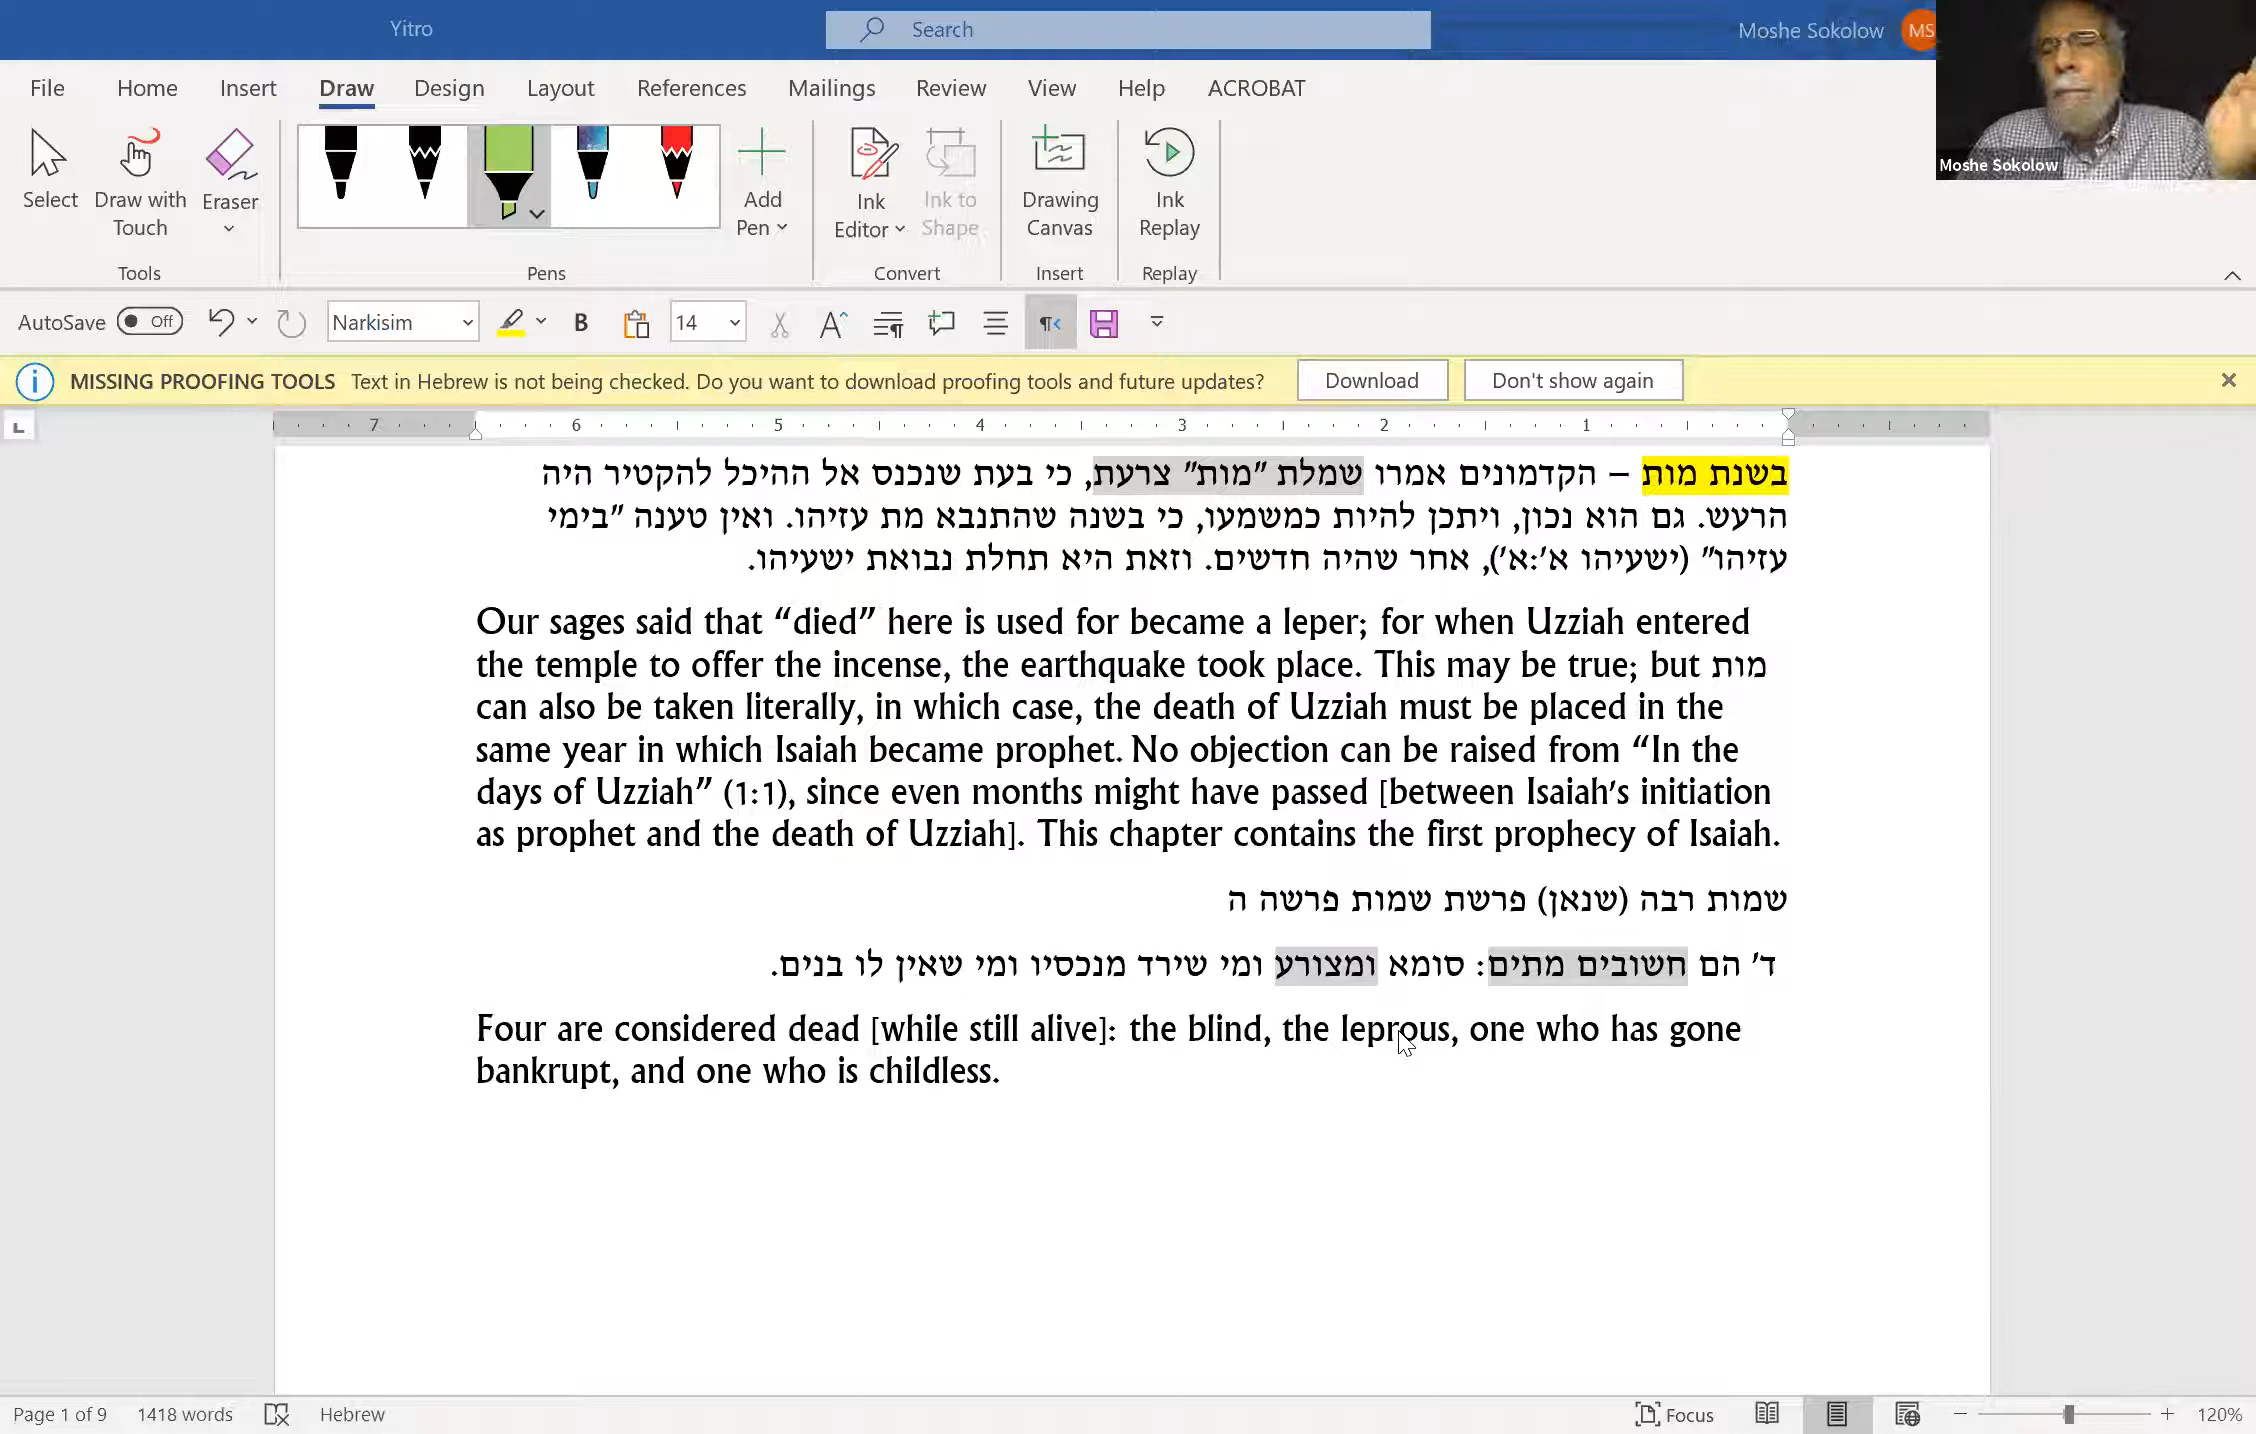 Yitro
Search
Moshe Sokolow
MS
File Home Insert Draw Design Layout References Mailings Review View Help ACROBAT
Moshe Sokolow
Select
Draw with Touch
Eraser
Add Pen
Ink Editor
Ink to Shape
Drawing Canvas
Ink Replay
Tools Pens Convert Insert Replay
AutoSave Off Narkisim B 14
MISSING PROOFING TOOLS Text in Hebrew is not being checked. Do you want to download proofing tools and future updates? Download Don't show again
7 6 5 4 3 2 1
בשנת מות – הקדמונים אמרו שמלת "מות" צרעת, כי בעת שנכנס אל ההיכל להקטיר היה
הרעש. גם הוא נכון, ויתכן להיות כמשמעו, כי בשנה שהתנבא מת עזיהו. ואין טענה "בימי
עזיהו" (ישעיהו א':א'), אחר שהיה חדשים. וזאת היא תחלת נבואת ישעיהו.
Our sages said that “died” here is used for became a leper; for when Uzziah entered
the temple to offer the incense, the earthquake took place. This may be true; but מות
can also be taken literally, in which case, the death of Uzziah must be placed in the
same year in which Isaiah became prophet. No objection can be raised from “In the
days of Uzziah” (1:1), since even months might have passed [between Isaiah’s initiation
as prophet and the death of Uzziah]. This chapter contains the first prophecy of Isaiah.
שמות רבה (שנאן) פרשת שמות פרשה ה
ד' הם חשובים מתים: סומא ומצורע ומי שירד מנכסיו ומי שאין לו בנים.
Four are considered dead [while still alive]: the blind, the leprous, one who has gone
bankrupt, and one who is childless.
Page 1 of 9 1418 words Hebrew Focus 120%